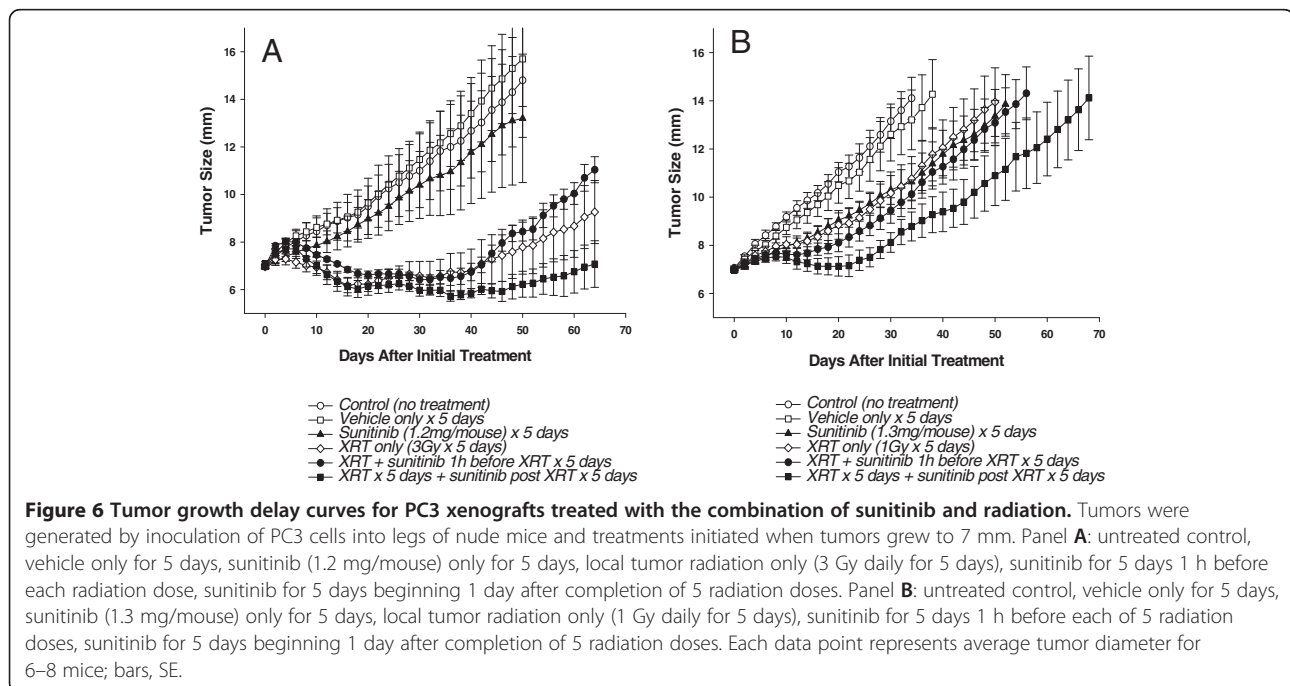 A
B
Tumor Size (mm)
16
14
12
10
8
6
0 10 20 30 40 50 60 70
Days After Initial Treatment
Tumor Size (mm)
16
14
12
10
8
6
0 10 20 30 40 50 60 70
Days After Initial Treatment
Control (no treatment)
Vehicle only x 5 days
Sunitinib (1.2mg/mouse) x 5 days
XRT only (3Gy x 5 days)
XRT + sunitinib 1h before XRT x 5 days
XRT x 5 days + sunitinib post XRT x 5 days
Control (no treatment)
Vehicle only x 5 days
Sunitinib (1.3mg/mouse) x 5 days
XRT only (1Gy x 5 days)
XRT + sunitinib 1h before XRT x 5 days
XRT x 5 days + sunitinib post XRT x 5 days
Figure 6 Tumor growth delay curves for PC3 xenografts treated with the combination of sunitinib and radiation. Tumors were
generated by inoculation of PC3 cells into legs of nude mice and treatments initiated when tumors grew to 7 mm. Panel A: untreated control,
vehicle only for 5 days, sunitinib (1.2 mg/mouse) only for 5 days, local tumor radiation only (3 Gy daily for 5 days), sunitinib for 5 days 1 h before
each radiation dose, sunitinib for 5 days beginning 1 day after completion of 5 radiation doses. Panel B: untreated control, vehicle only for 5 days,
sunitinib (1.3 mg/mouse) only for 5 days, local tumor radiation only (1 Gy daily for 5 days), sunitinib for 5 days 1 h before each of 5 radiation
doses, sunitinib for 5 days beginning 1 day after completion of 5 radiation doses. Each data point represents average tumor diameter for
6–8 mice; bars, SE.